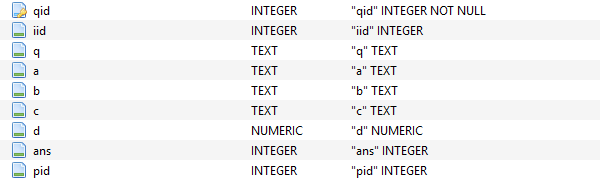 qid INTEGER "qid" INTEGER NOT NULL
iid INTEGER "iid" INTEGER
q TEXT "q" TEXT
a TEXT "a" TEXT
b TEXT "b" TEXT
c TEXT "c" TEXT
d NUMERIC "d" NUMERIC
ans INTEGER "ans" INTEGER
pid INTEGER "pid" INTEGER